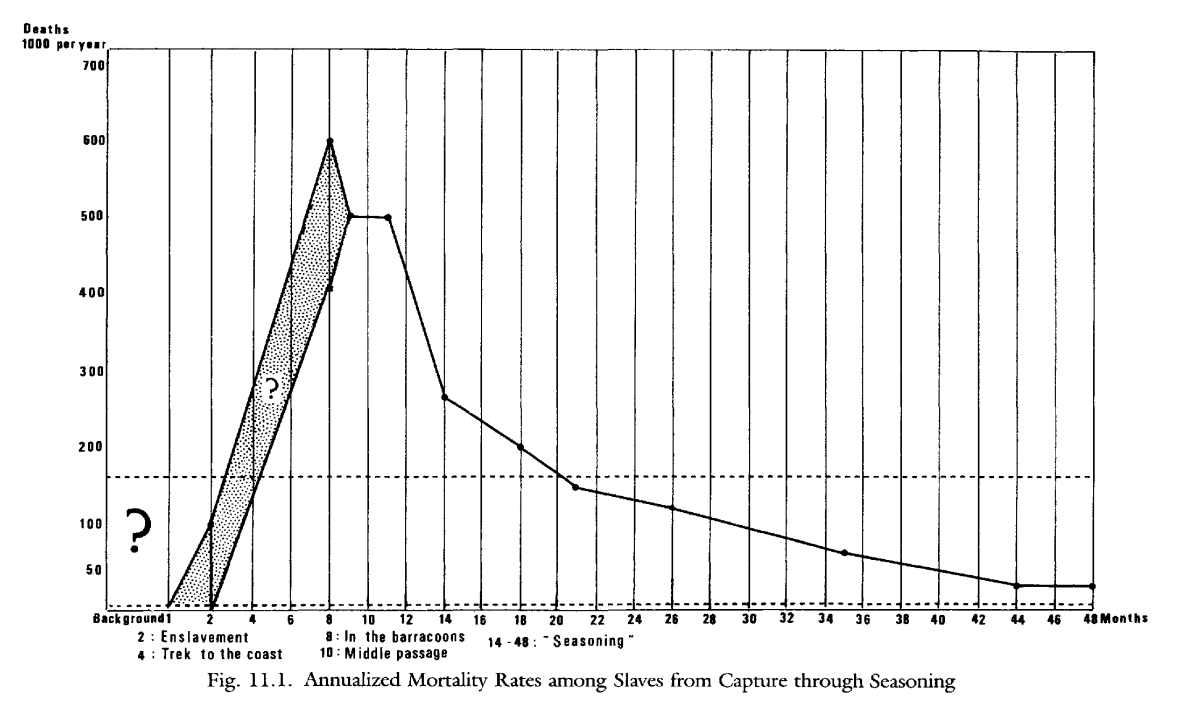 Deaths
1000 per year
700
600
500
400
300
200
100
50
?
?
Background 1 2 4 6 8 10 12 14 16 18 20 22 24 26 28 30 32 34 36 38 40 42 44 46 48 Months
2 : Enslavement
4 : Trek to the coast
8 : In the barracoons
10 : Middle passage
14 - 48 : "Seasoning"
Fig. 11.1. Annualized Mortality Rates among Slaves from Capture through Seasoning